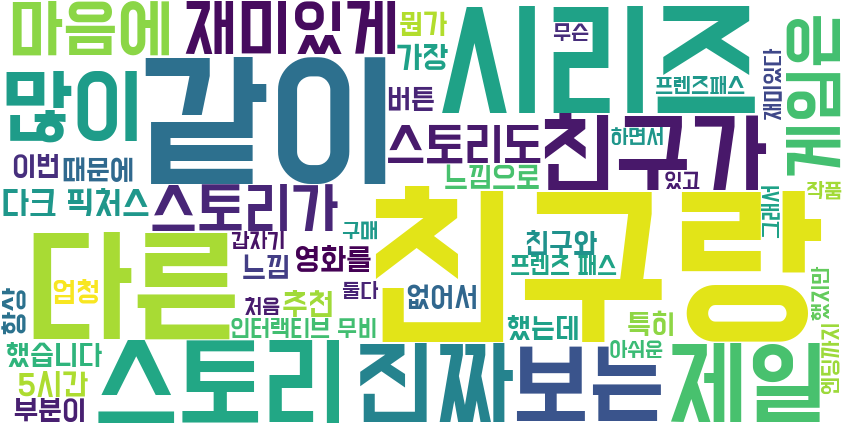 마음에
재미있게
뭔가
가장
시리즈
무슨
프렌즈패스
재미있다
게임은
많이
같이
버튼
스토리도
친구가
하면서
있고
이번
때문에
느낌으로
다크 픽처스
스토리가
그래서
작품
갑자기
구매
친구랑
다른
느낌
영화를
친구와
프렌즈 패스
엄청
둘다
없어서
처음
추천
항상
인터랙티브 무비
했는데
특히
했지만
했습니다
스토리
진짜
보는
아쉬운
제일
엔딩까지
5시간
부분이